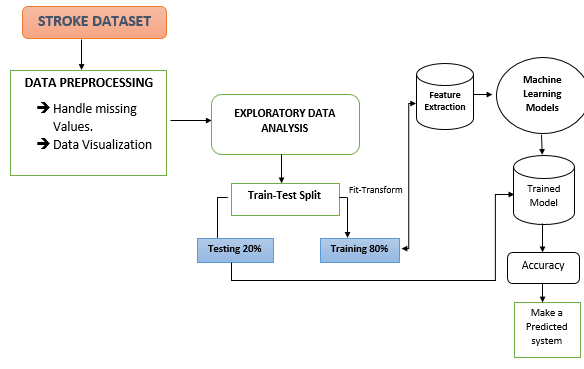 STROKE DATASET
DATA PREPROCESSING
➔ Handle missing
Values.
➔ Data Visualization
EXPLORATORY DATA
ANALYSIS
Train-Test Split
Fit-Transform
Testing 20%
Training 80%
Feature
Extraction
Machine
Learning
Models
Trained
Model
Accuracy
Make a
Predicted
system